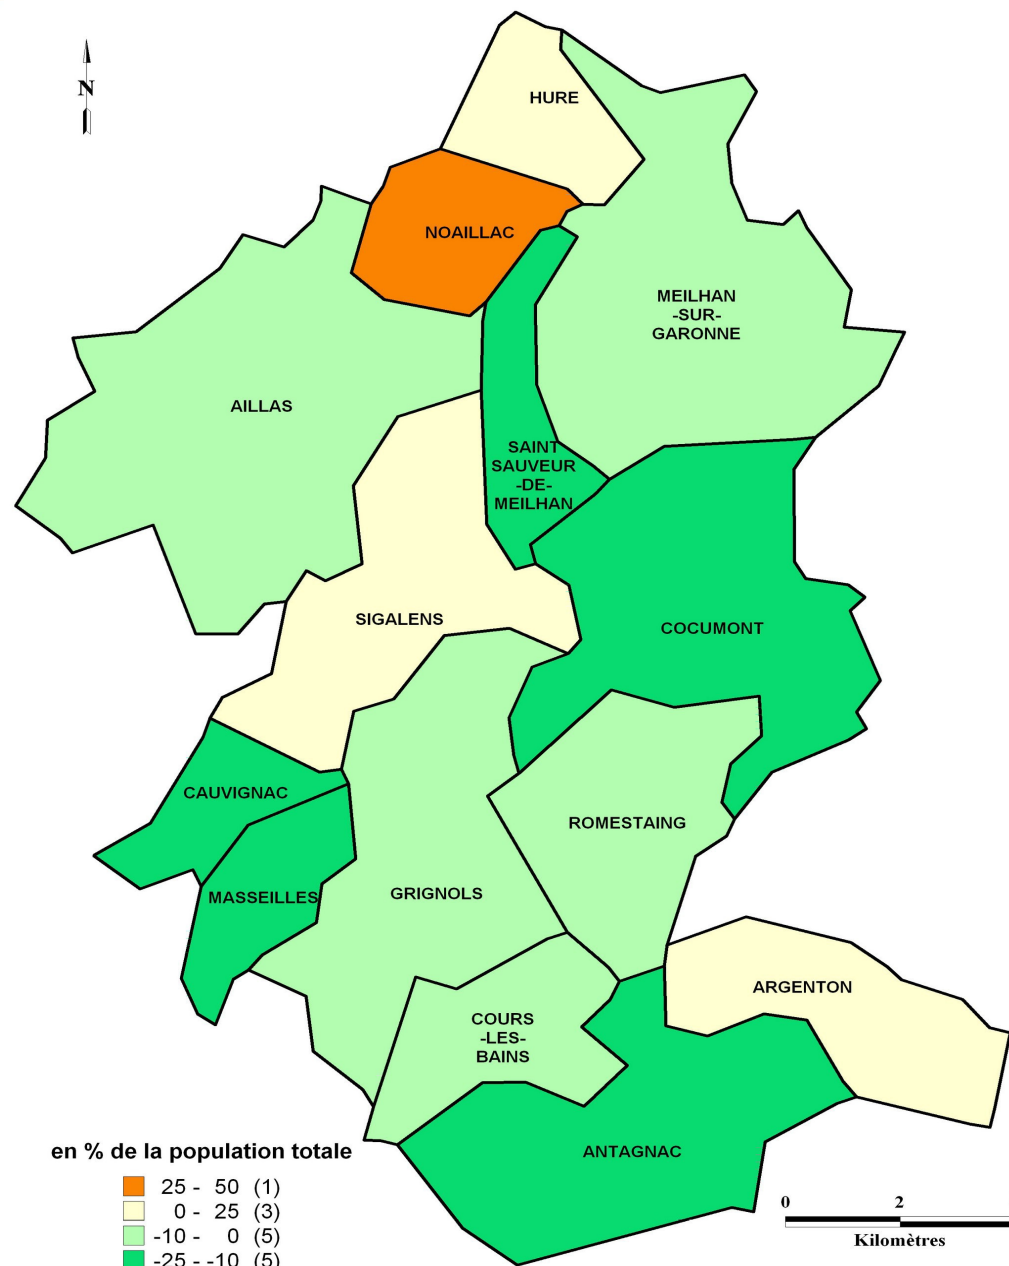 N
HURE
NOAILLAC
MEILHAN
-SUR-
GARONNE
AILLAS
SAINT
SAUVEUR
-DE-
MEILHAN
SIGALENS
COCUMONT
CAUVIGNAC
ROMESTAING
MASSEILLES
GRIGNOLS
ARGENTON
COURS
-LES-
BAINS
ANTAGNAC
en % de la population totale
25 - 50 (1)
0 - 25 (3)
-10 - 0 (5)
-25 - -10 (5)
0 2
Kilomètres